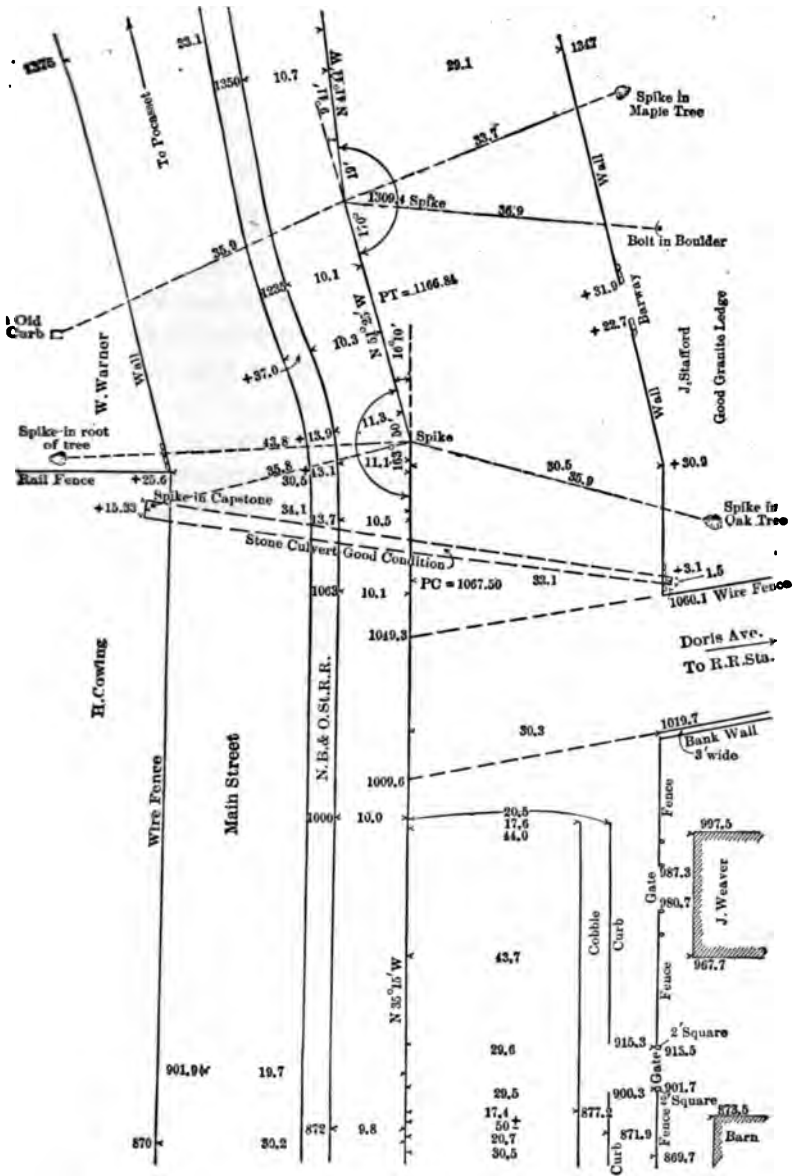 1375
To Pocasset
23.1
1350
10.7
N 41°44' W
9°41'
29.1
1347
Spike in
Maple Tree
33.7
19'
170°
1309.4 Spike
36.9
Wall
Bolt in Boulder
35.9
10.1
1235
PT = 1166.84
+31.9
Barway
+22.7
J. Stafford
Good Granite Ledge
Old
Curb
Wall
W. Warner
10.3
16°10'
+37.0
Wall
Spike in root
of tree
43.8
+13.9
11.3
163°50'
Spike
Rail Fence
+25.6
35.8
30.5
+3.1
11.1
30.5
35.9
+30.9
Spike in Capstone
+15.33
34.1
13.7
10.5
Spike in
Oak Tree
Stone Culvert Good Condition
+3.1
1.5
1063
10.1
PC = 1067.50
33.1
1060.1 Wire Fence
1049.3
Doris Ave.
To R.R. Sta.
H. Cowing
N.B. & O. St. R.R.
Main Street
Wire Fence
30.3
1019.7
Bank Wall
3' wide
1009.6
1000
10.0
20.5
17.6
44.0
Fence
997.5
987.3
Gate
980.7
J. Weaver
Cobble
Curb
43.7
967.7
Fence
N 35°15' W
2' Square
915.3
915.5
29.6
Gate
901.9
19.7
29.5
900.3
901.7
Square
17.4
877.2
873.5
50±
872
9.8
20.7
871.9
Barn
870
30.2
30.5
Curb
Fence
869.7